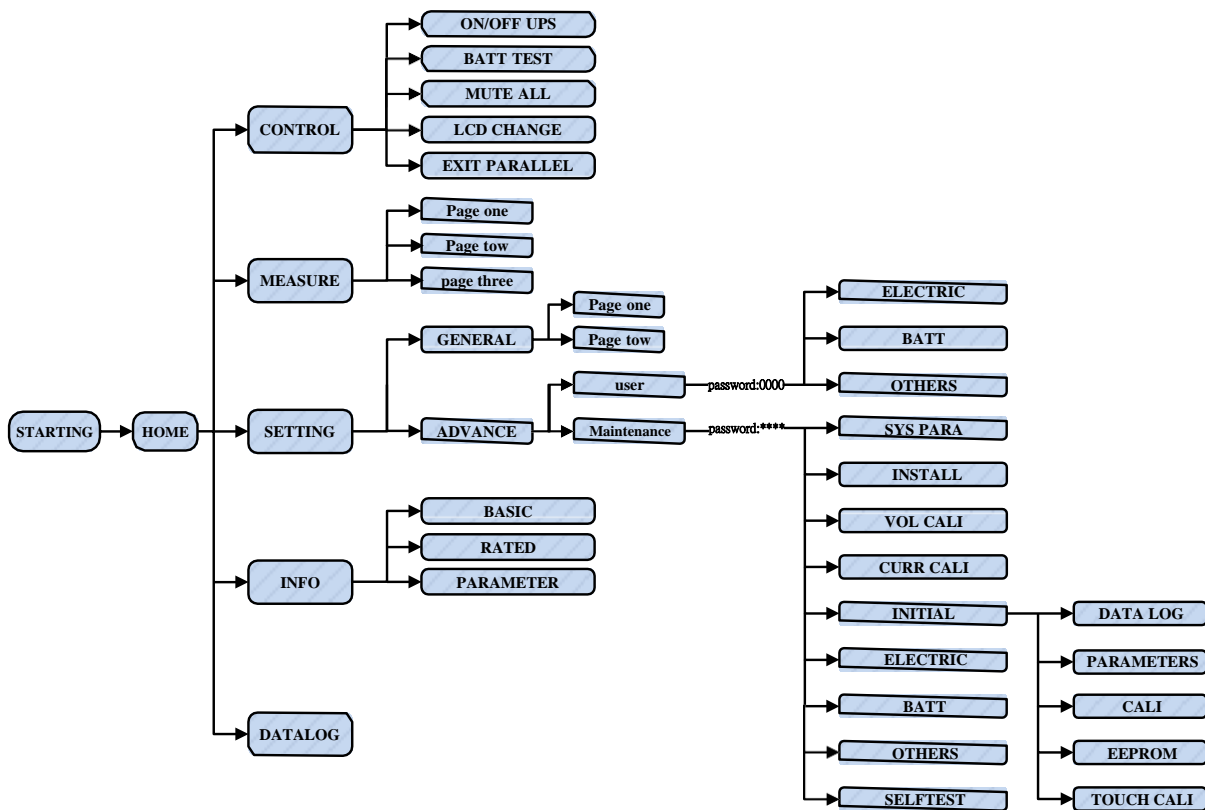 STARTING
HOME
CONTROL
ON/OFF UPS
BATT TEST
MUTE ALL
LCD CHANGE
EXIT PARALLEL
MEASURE
Page one
Page tow
page three
SETTING
GENERAL
Page one
Page tow
ADVANCE
user
password:0000
ELECTRIC
BATT
OTHERS
Maintenance
password:****
SYS PARA
INSTALL
VOL CALI
CURR CALI
INITIAL
DATA LOG
PARAMETERS
CALI
EEPROM
TOUCH CALI
ELECTRIC
BATT
OTHERS
SELFTEST
INFO
BASIC
RATED
PARAMETER
DATALOG